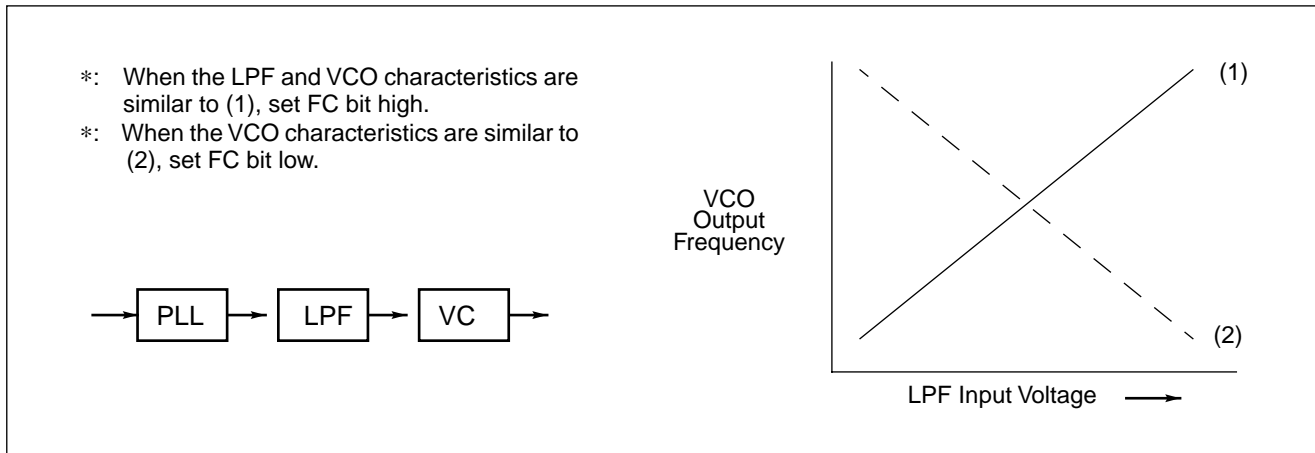 *: When the LPF and VCO characteristics are
similar to (1), set FC bit high.
*: When the VCO characteristics are similar to
(2), set FC bit low.
PLL
LPF
VC
(1)
VCO
Output
Frequency
(2)
LPF Input Voltage